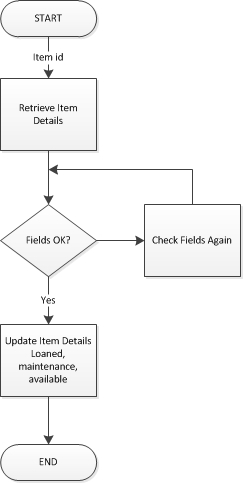 START
Item id
Retrieve Item
Details
Fields OK?
Check Fields Again
Yes
Update Item Details
Loaned,
maintenance,
available
END